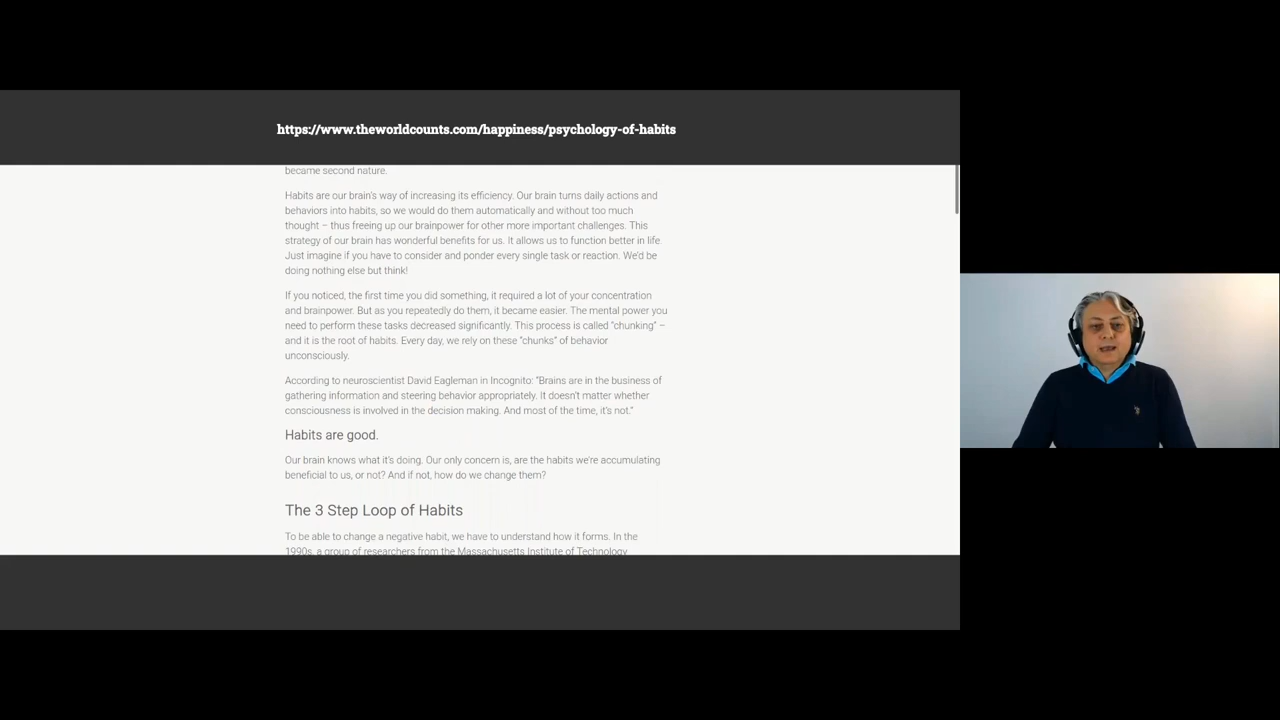 https://www.theworldcounts.com/happiness/psychology-of-habits
became second nature.
Habits are our brain's way of increasing its efficiency. Our brain turns daily actions and
behaviors into habits, so we would do them automatically and without too much
thought – thus freeing up our brainpower for other more important challenges. This
strategy of our brain has wonderful benefits for us. It allows us to function better in life.
Just imagine if you have to consider and ponder every single task or reaction. We'd be
doing nothing else but think!
If you noticed, the first time you did something, it required a lot of your concentration
and brainpower. But as you repeatedly do them, it became easier. The mental power you
need to perform these tasks decreased significantly. This process is called "chunking" –
and it is the root of habits. Every day, we rely on these "chunks" of behavior
unconsciously.
According to neuroscientist David Eagleman in Incognito: "Brains are in the business of
gathering information and steering behavior appropriately. It doesn't matter whether
consciousness is involved in the decision making. And most of the time, it's not."
Habits are good.
Our brain knows what it's doing. Our only concern is, are the habits we're accumulating
beneficial to us, or not? And if not, how do we change them?
The 3 Step Loop of Habits
To be able to change a negative habit, we have to understand how it forms. In the
1990s, a group of researchers from the Massachusetts Institute of Technology